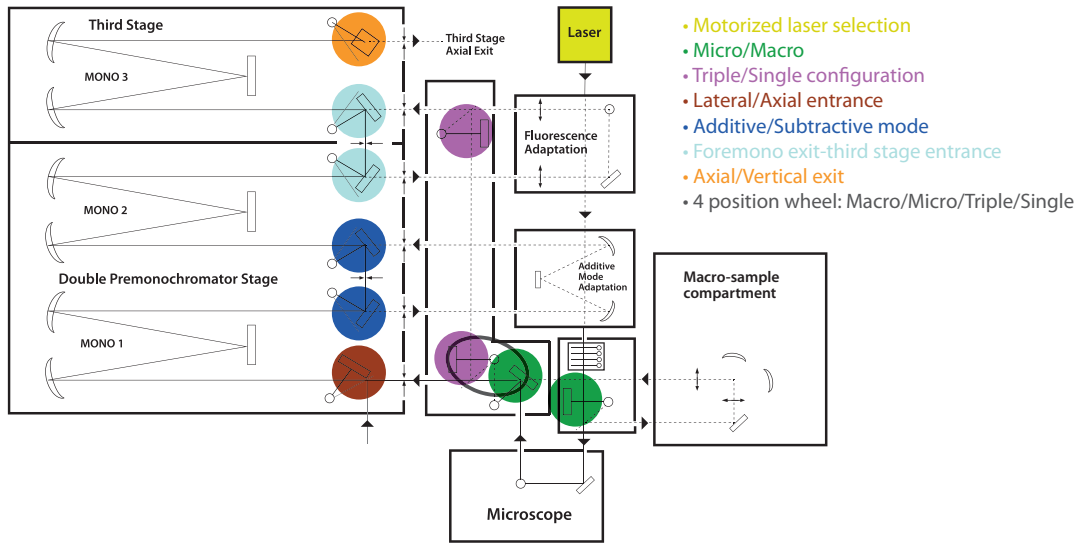 Third Stage
MONO 3
Third Stage
Axial Exit
Laser
• Motorized laser selection
• Micro/Macro
• Triple/Single configuration
• Lateral/Axial entrance
• Additive/Subtractive mode
• Foremono exit-third stage entrance
• Axial/Vertical exit
• 4 position wheel: Macro/Micro/Triple/Single
Fluorescence
Adaptation
MONO 2
Double Premonochromator Stage
Additive
Mode
Adaptation
Macro-sample
compartment
MONO 1
Microscope